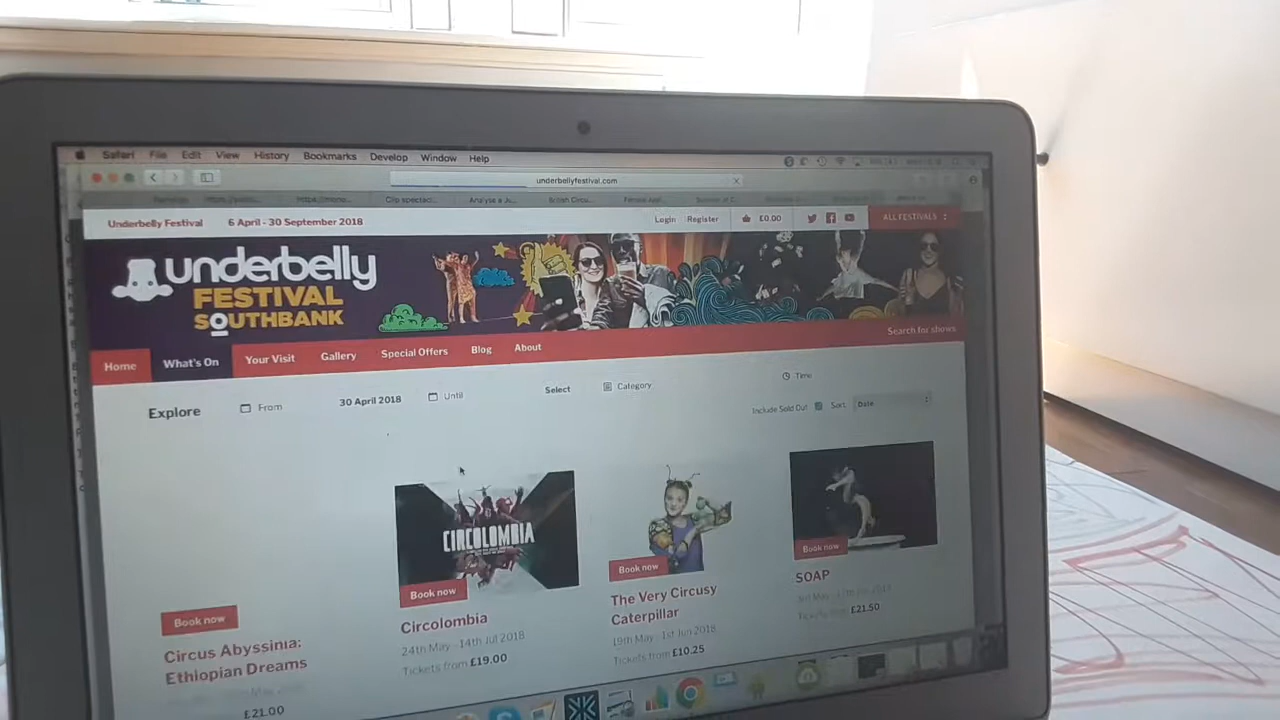 Safari File Edit View History Bookmarks Develop Window Help
underbellyfestival.com
Underbelly Festival 6 April - 30 September 2018 Login Register £0.00 ALL FESTIVALS
underbelly
FESTIVAL
SOUTHBANK
Search for shows
Home What's On Your Visit Gallery Special Offers Blog About
Explore From 30 April 2018 Until Select Category Time
Include Sold Out Sort Date
CIRCOLOMBIA
Book now Book now Book now Book now
Circus Abyssinia:
Ethiopian Dreams
£21.00
Circolombia
24th May - 14th Jul 2018
Tickets from £19.00
The Very Circusy
Caterpillar
19th May - 1st Jun 2018
Tickets from £10.25
SOAP
Tickets from £21.50